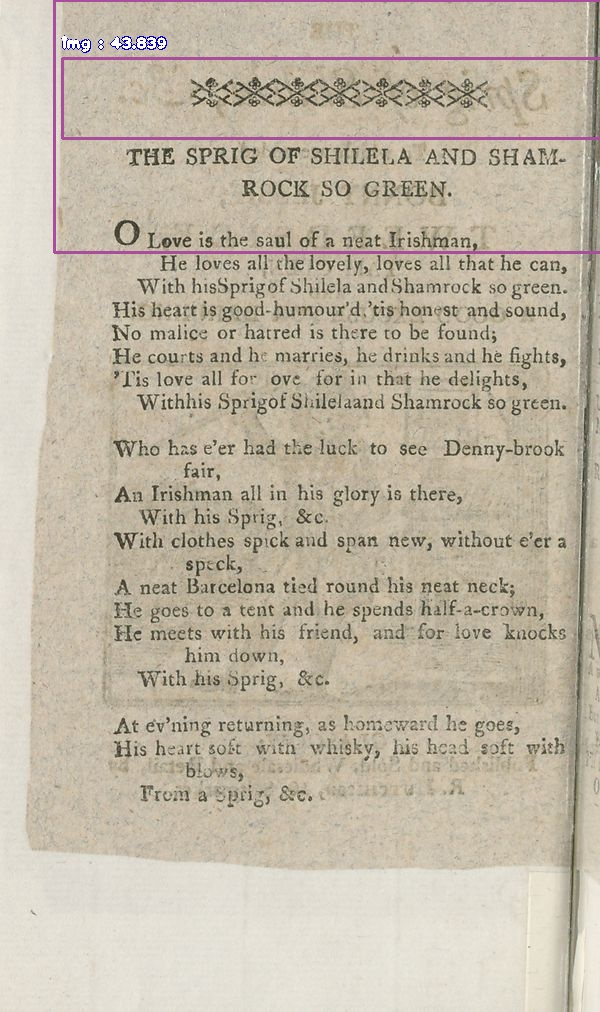 Img : 43.839
THE SPRIG OF SHILELA AND SHAM-
ROCK SO GREEN.
O Love is the saul of a neat Irishman,
He loves all the lovely, loves all that he can,
With hisSprig of Shilela and Shamrock so green.
His heart is good-humour'd,'tis honest and sound,
No malice or hatred is there to be found;
He courts and he marries, he drinks and he fights,
'Tis love all for ove for in that he delights,
Withhis Sprigof Shilelaand Shamrock so green.
Who has e'er had the luck to see Denny-brook
fair,
An Irishman all in his glory is there,
With his Sprig, &c.
With clothes spick and span new, without e'er a
speck,
A neat Barcelona tied round his neat neck;
He goes to a tent and he spends half-a-crown,
He meets with his friend, and for love knocks
him down,
With his Sprig, &c.
At ev'ning returning, as homeward he goes,
His heart soft with whisky, his head soft with
blows,
From a Sprig, &c.